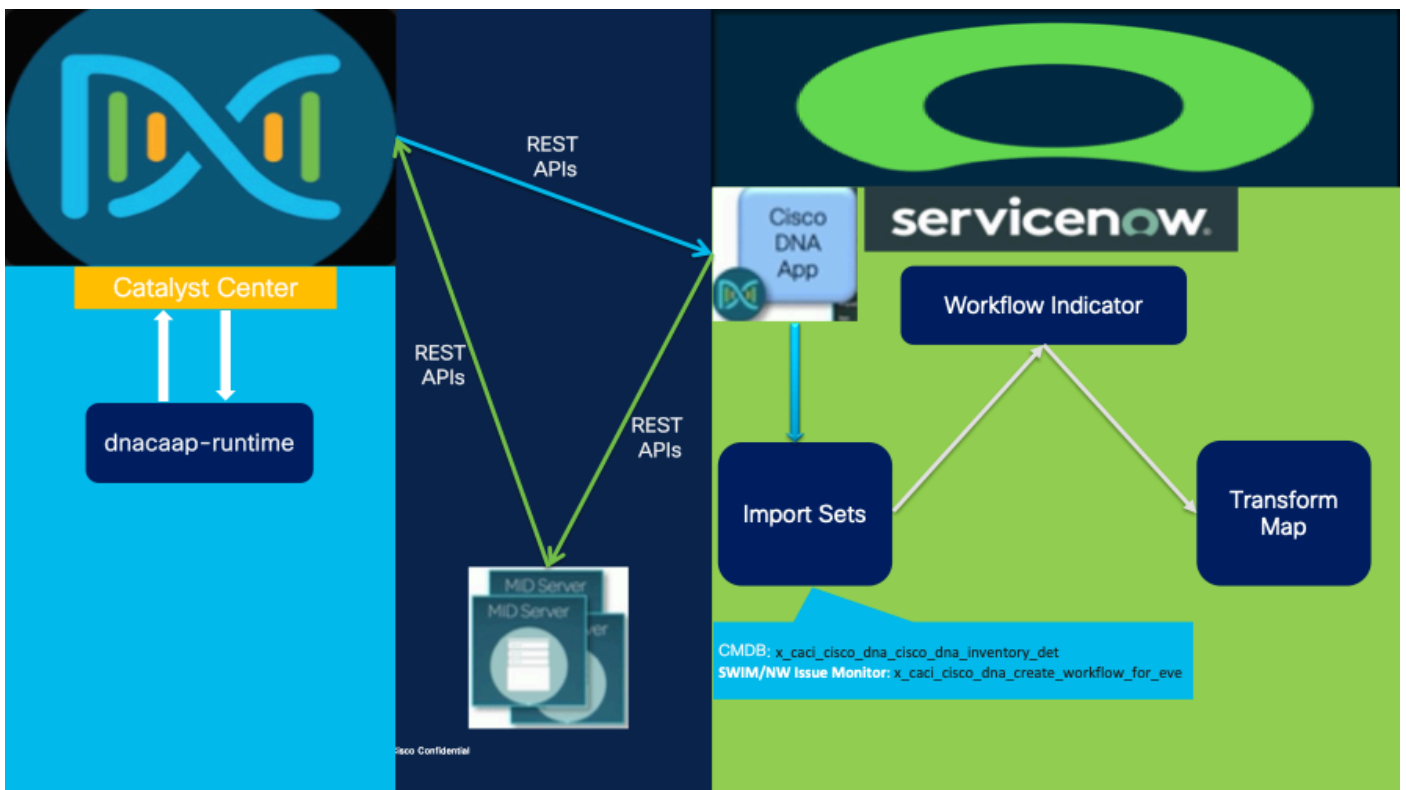 REST
APIs
Cisco
DNA
App
servicenow.
Catalyst Center
Workflow Indicator
REST
APIs
dnacaap-runtime
REST
APIs
Import Sets
Transform
Map
MID Server
MID Server
ver
CMDB: x_caci_cisco_dna_cisco_dna_inventory_det
SWIM/NW Issue Monitor: x_caci_cisco_dna_create_workflow_for_eve
isco Confidential